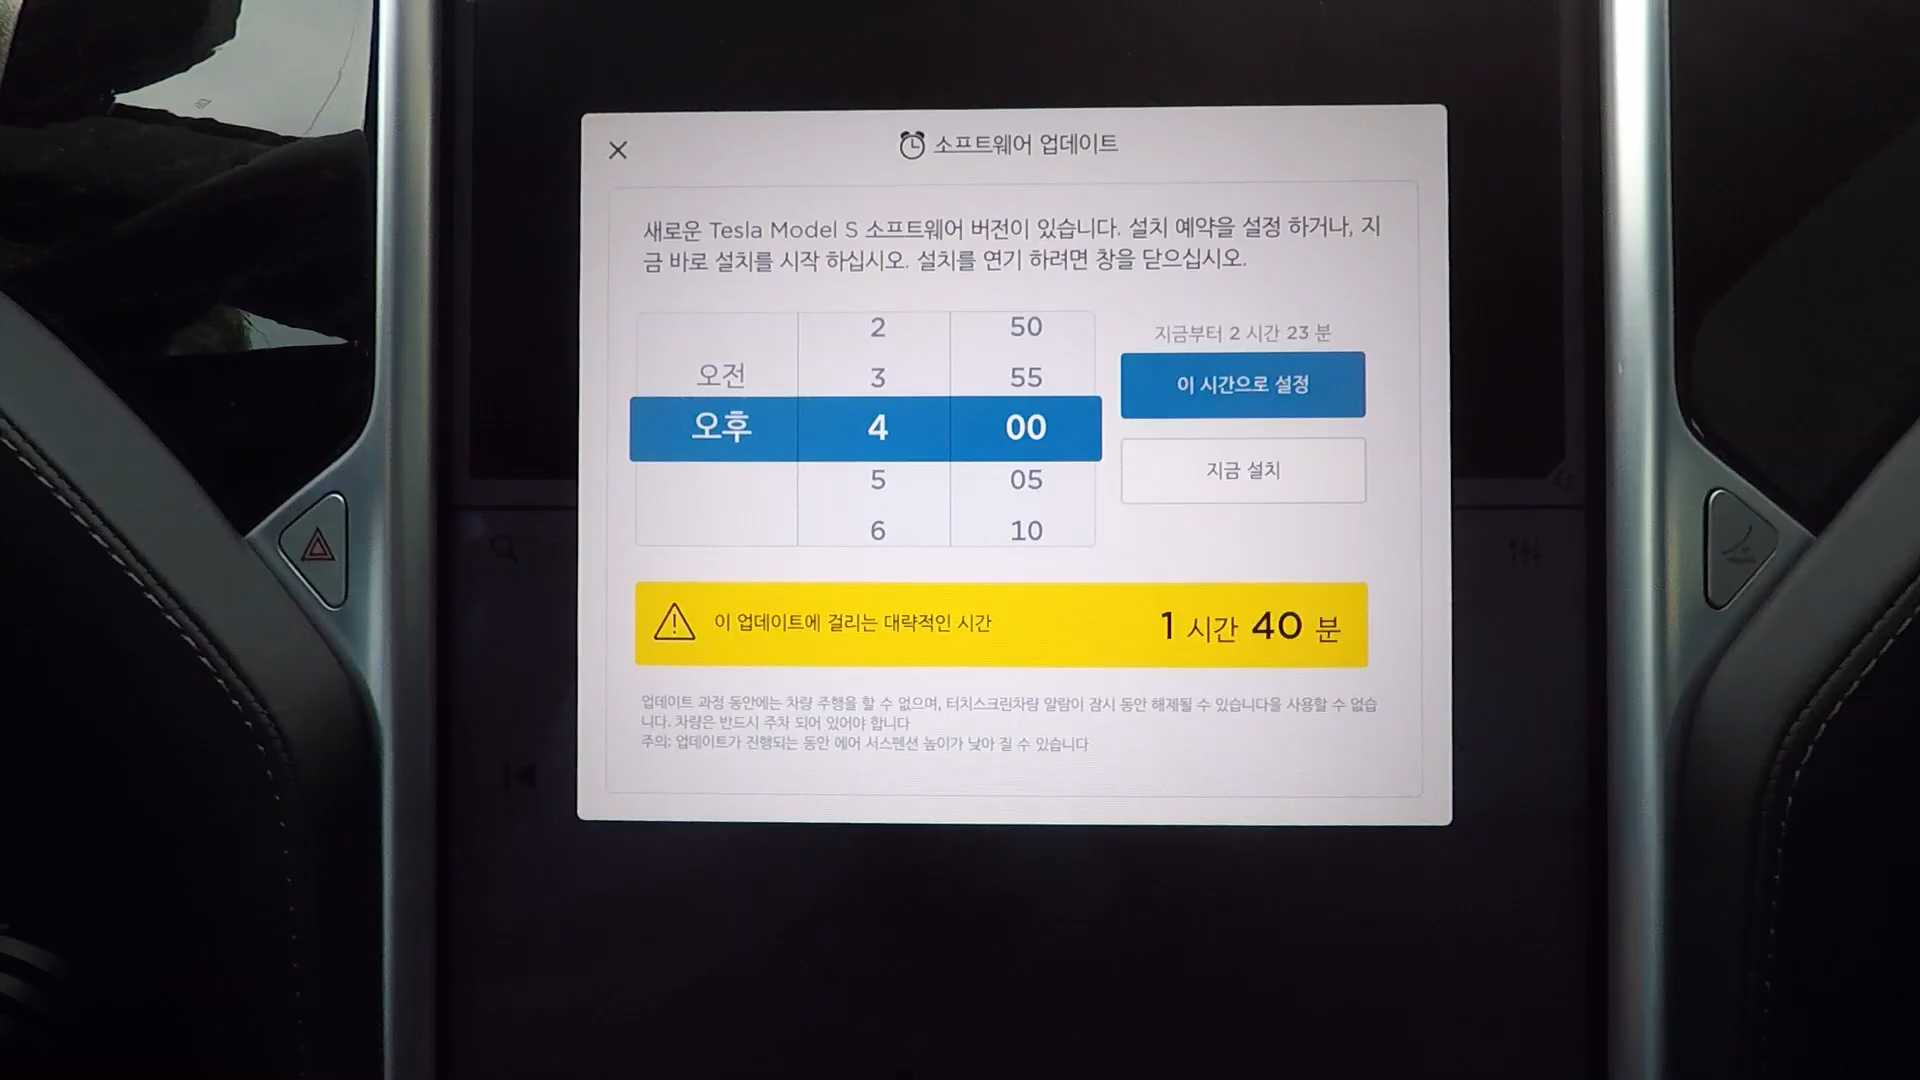 소프트웨어 업데이트
새로운 Tesla Model S 소프트웨어 버전이 있습니다. 설치 예약을 설정 하거나, 지
금 바로 설치를 시작 하십시오. 설치를 연기 하려면 창을 닫으십시오.
2 50
오전 3 55
오후 4 00
5 05
6 10
지금부터 2 시간 23 분
이 시간으로 설정
지금 설치
이 업데이트에 걸리는 대략적인 시간 1 시간 40 분
업데이트 과정 동안에는 차량 주행을 할 수 없으며, 터치스크린차량 알람이 잠시 동안 해제될 수 있습니다을 사용할 수 없습
니다. 차량은 반드시 주차 되어 있어야 합니다
주의: 업데이트가 진행되는 동안 에어 서스펜션 높이가 낮아 질 수 있습니다